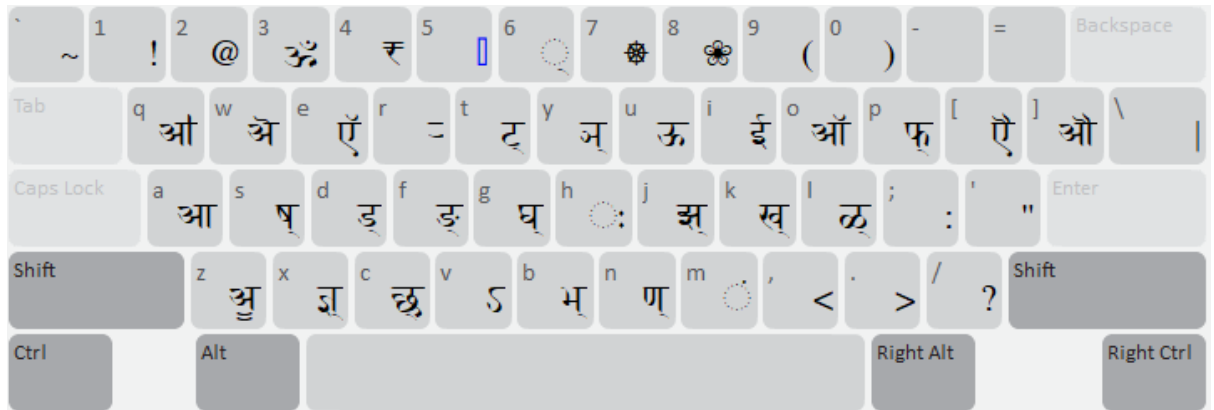 ` ~ 1 ! 2 @ 3 ॐ 4 ₹ 5 6 ् 7 ☸ 8 ❀ 9 ( 0 ) - = Backspace
Tab q ॴ w ऄ e ऍ r t ट् y ञ् u ऊ i ई o ऑ p फ् [ ऐ ] औ \ |
Caps Lock a आ s ष् d ड् f ङ् g घ् h ः j झ् k ख् l ळ् ; : ' " Enter
Shift z ॷ x ज्ञ् c छ् v ऽ b भ् n ण् m ं , < . > / ? Shift
Ctrl Alt Right Alt Right Ctrl